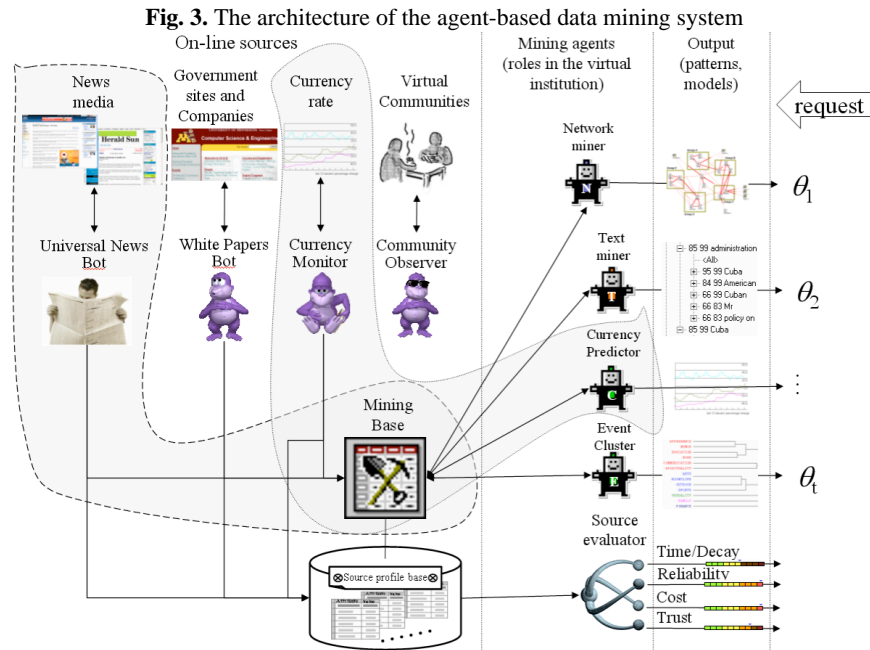 Fig. 3. The architecture of the agent-based data mining system
On-line sources
Mining agents
(roles in the virtual
institution)
Output
(patterns,
models)
request
News
media
Government
sites and
Companies
Currency
rate
Virtual
Communities
Herald Sun
Computer Science & Engineering
Universal News
Bot
White Papers
Bot
Currency
Monitor
Community
Observer
Network
miner
N
θ1
Text
miner
T
85 99 administration
<All>
95 99 Cuba
84 99 American
66 99 Cuban
66 83 Mr
66 83 policy on
85 99 Cuba
θ2
Currency
Predictor
C
⋮
Mining
Base
Event
Cluster
E
θt
Source
evaluator
Time/Decay
Reliability
Cost
Trust
Source profile base